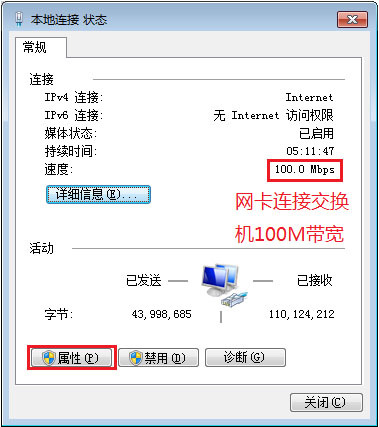 本地连接 状态
常规
连接
IPv4 连接: Internet
IPv6 连接: 无 Internet 访问权限
媒体状态: 已启用
持续时间: 05:11:47
速度: 100.0 Mbps
详细信息(E)...
网卡连接交换
机100M带宽
活动
已发送 — — 已接收
字节: 43,998,685 | 110,124,212
属性(P) 禁用(D) 诊断(G)
关闭(C)